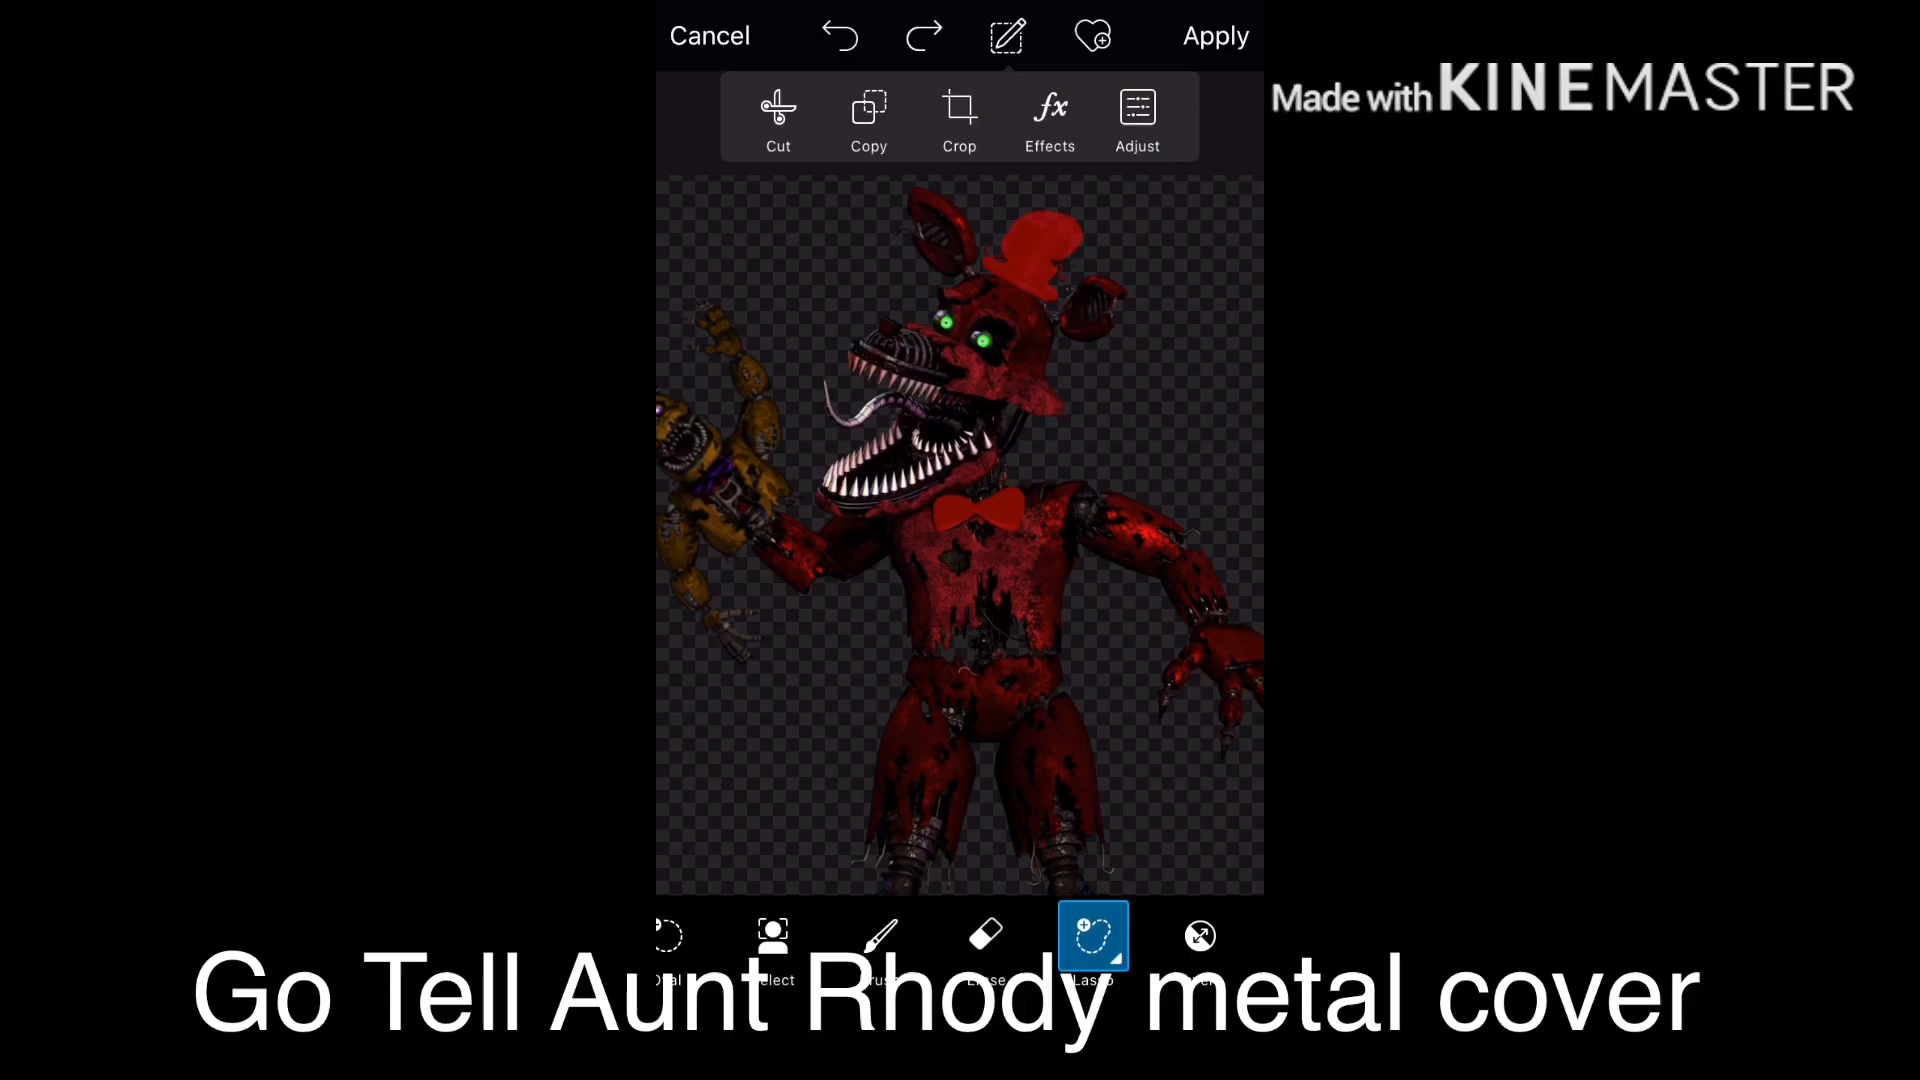 Cancel
Apply
Made with KINEMASTER
Cut
Copy
Crop
Effects
Adjust
Go Tell Aunt Rhody metal cover